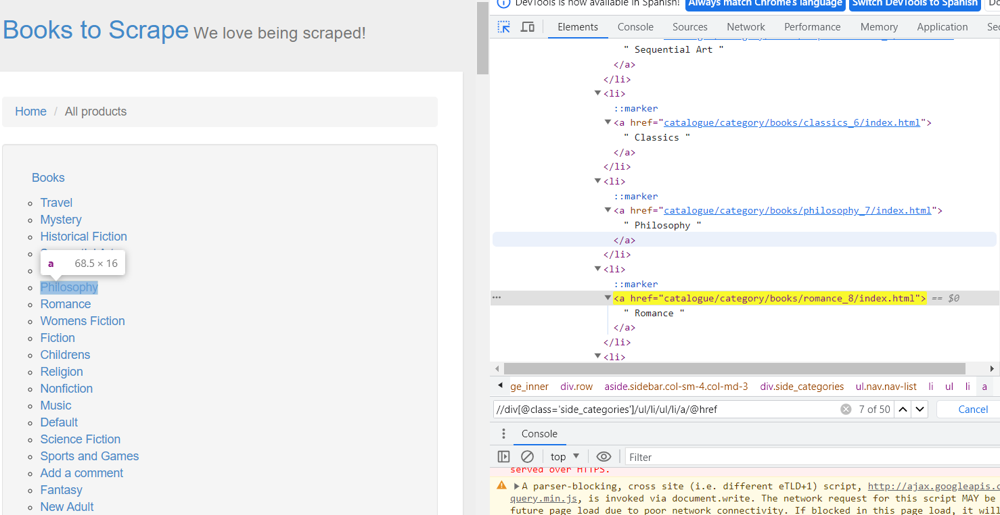 Books to Scrape We love being scraped!
Home / All products
Books
Travel
Mystery
Historical Fiction
a 68.5 × 16
Philosophy
Romance
Womens Fiction
Fiction
Childrens
Religion
Nonfiction
Music
Default
Science Fiction
Sports and Games
Add a comment
Fantasy
New Adult
DevTools is now available in Spanish! Always match Chrome's language Switch DevTools to Spanish
Elements Console Sources Network Performance Memory Application
" Sequential Art "
</a>
</li>
<li>
::marker
<a href="catalogue/category/books/classics_6/index.html">
" Classics "
</a>
</li>
<li>
::marker
<a href="catalogue/category/books/philosophy_7/index.html">
" Philosophy "
</a>
</li>
<li>
::marker
<a href="catalogue/category/books/romance_8/index.html"> == $0
" Romance "
</a>
</li>
<li>
ge_inner div.row aside.sidebar.col-sm-4.col-md-3 div.side_categories ul.nav.nav-list li ul li a
//div[@class='side_categories']/ul/li/ul/li/a/@href 7 of 50 Cancel
Console
top Filter
served over HTTPS.
A parser-blocking, cross site (i.e. different eTLD+1) script, http://ajax.googleapis.c
query.min.js, is invoked via document.write. The network request for this script MAY be
future page load due to poor network connectivity. If blocked in this page load, it will